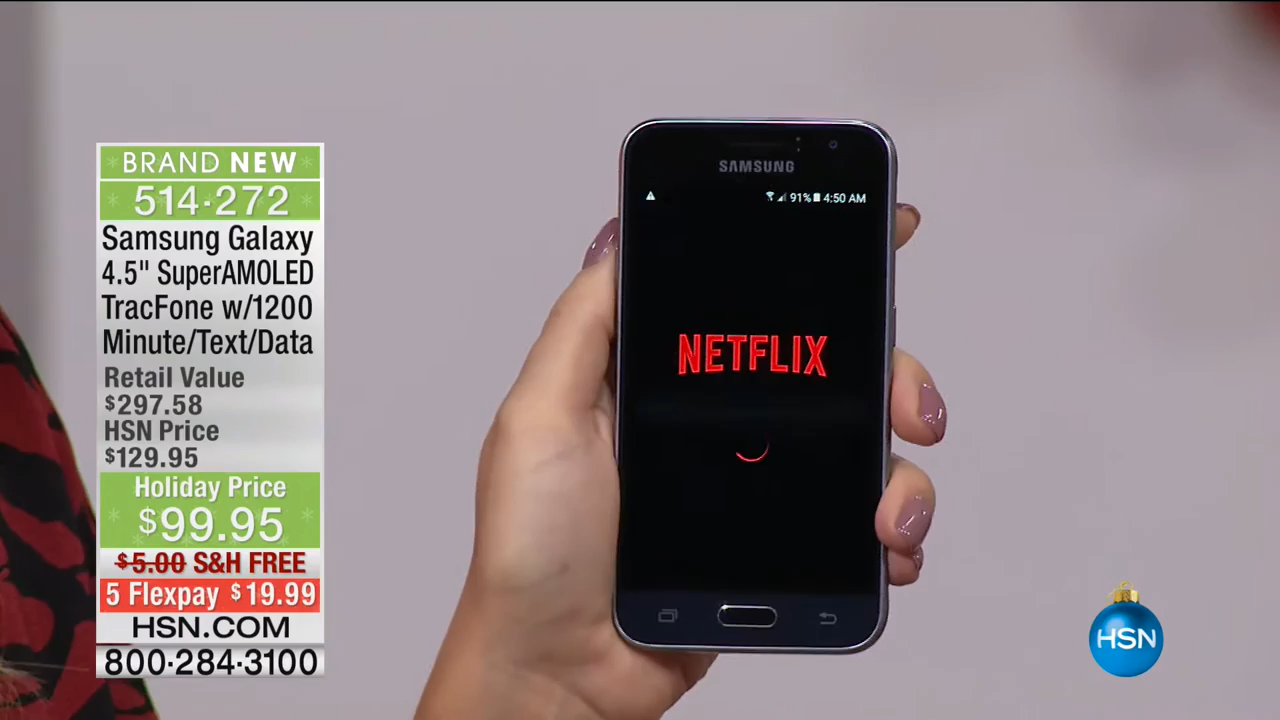 BRAND NEW
514·272
Samsung Galaxy
4.5" SuperAMOLED
TracFone w/1200
Minute/Text/Data
Retail Value
$297.58
HSN Price
$129.95
Holiday Price
$99.95
$5.00 S&H FREE
5 Flexpay $19.99
HSN.COM
800·284·3100
SAMSUNG
91% 4:50 AM
NETFLIX
HSN